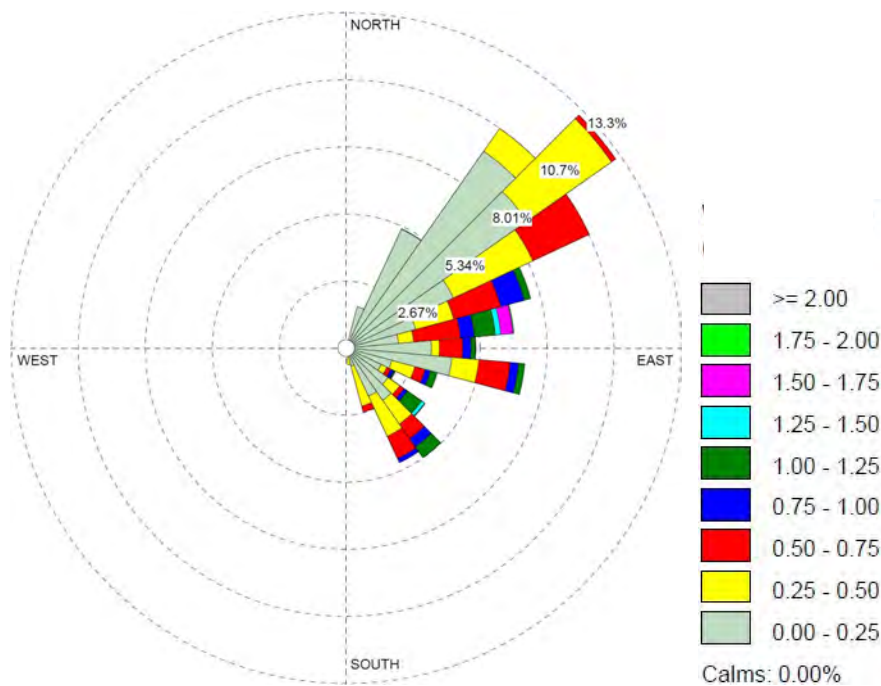 NORTH
13.3%
10.7%
8.01%
5.34%
2.67%
WEST
EAST
SOUTH
>= 2.00
1.75 - 2.00
1.50 - 1.75
1.25 - 1.50
1.00 - 1.25
0.75 - 1.00
0.50 - 0.75
0.25 - 0.50
0.00 - 0.25
Calms: 0.00%